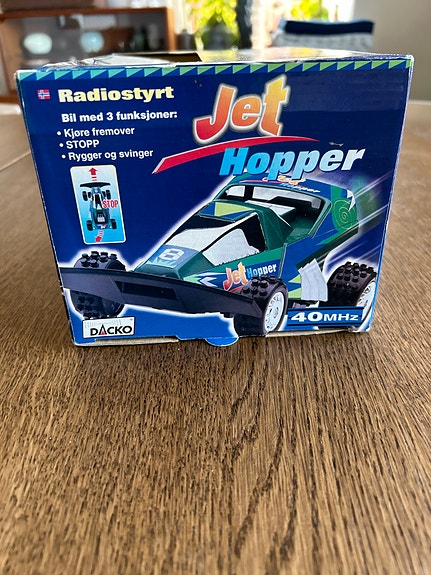 Radiostyrt
Bil med 3 funksjoner:
• Kjøre fremover
• STOPP
• Rygger og svinger
STOP
Jet
Hopper
8
Jet Hopper
40MHz
DACKO